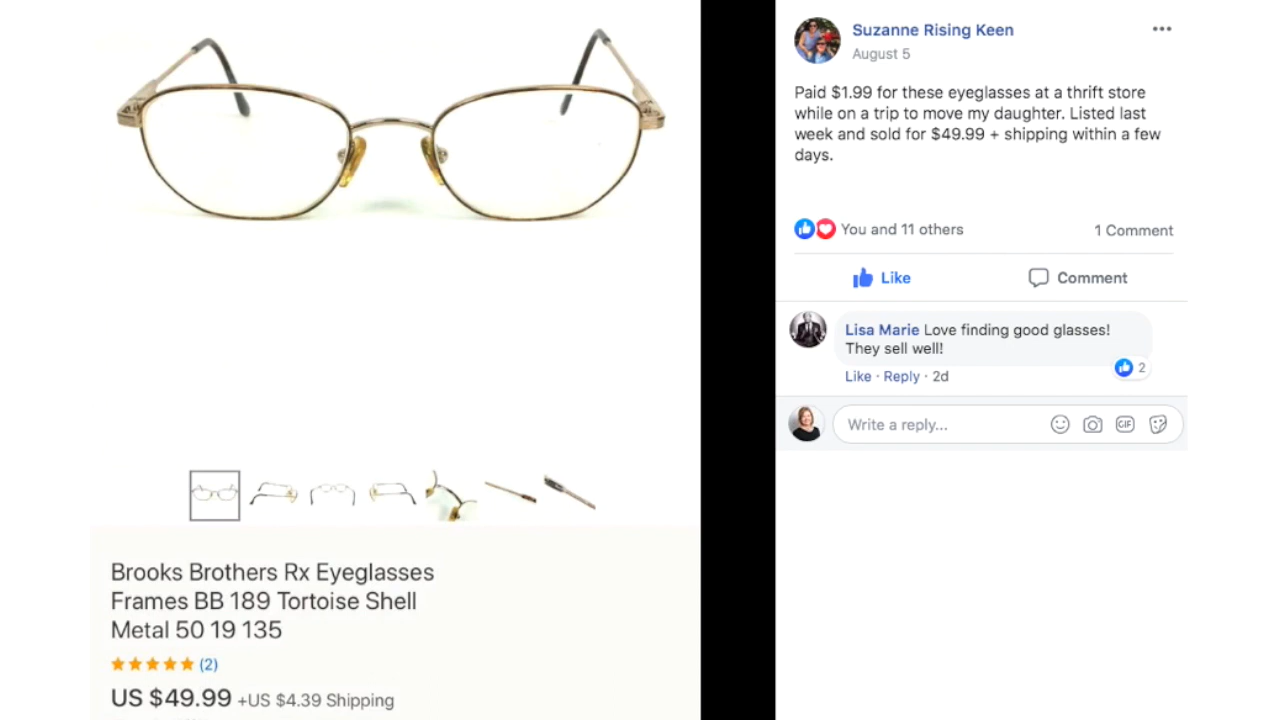 Suzanne Rising Keen
August 5
Paid $1.99 for these eyeglasses at a thrift store
while on a trip to move my daughter. Listed last
week and sold for $49.99 + shipping within a few
days.
You and 11 others
1 Comment
Like
Comment
Lisa Marie Love finding good glasses!
They sell well!
2
Like · Reply · 2d
Write a reply...
GIF
Brooks Brothers Rx Eyeglasses
Frames BB 189 Tortoise Shell
Metal 50 19 135
(2)
US $49.99 +US $4.39 Shipping